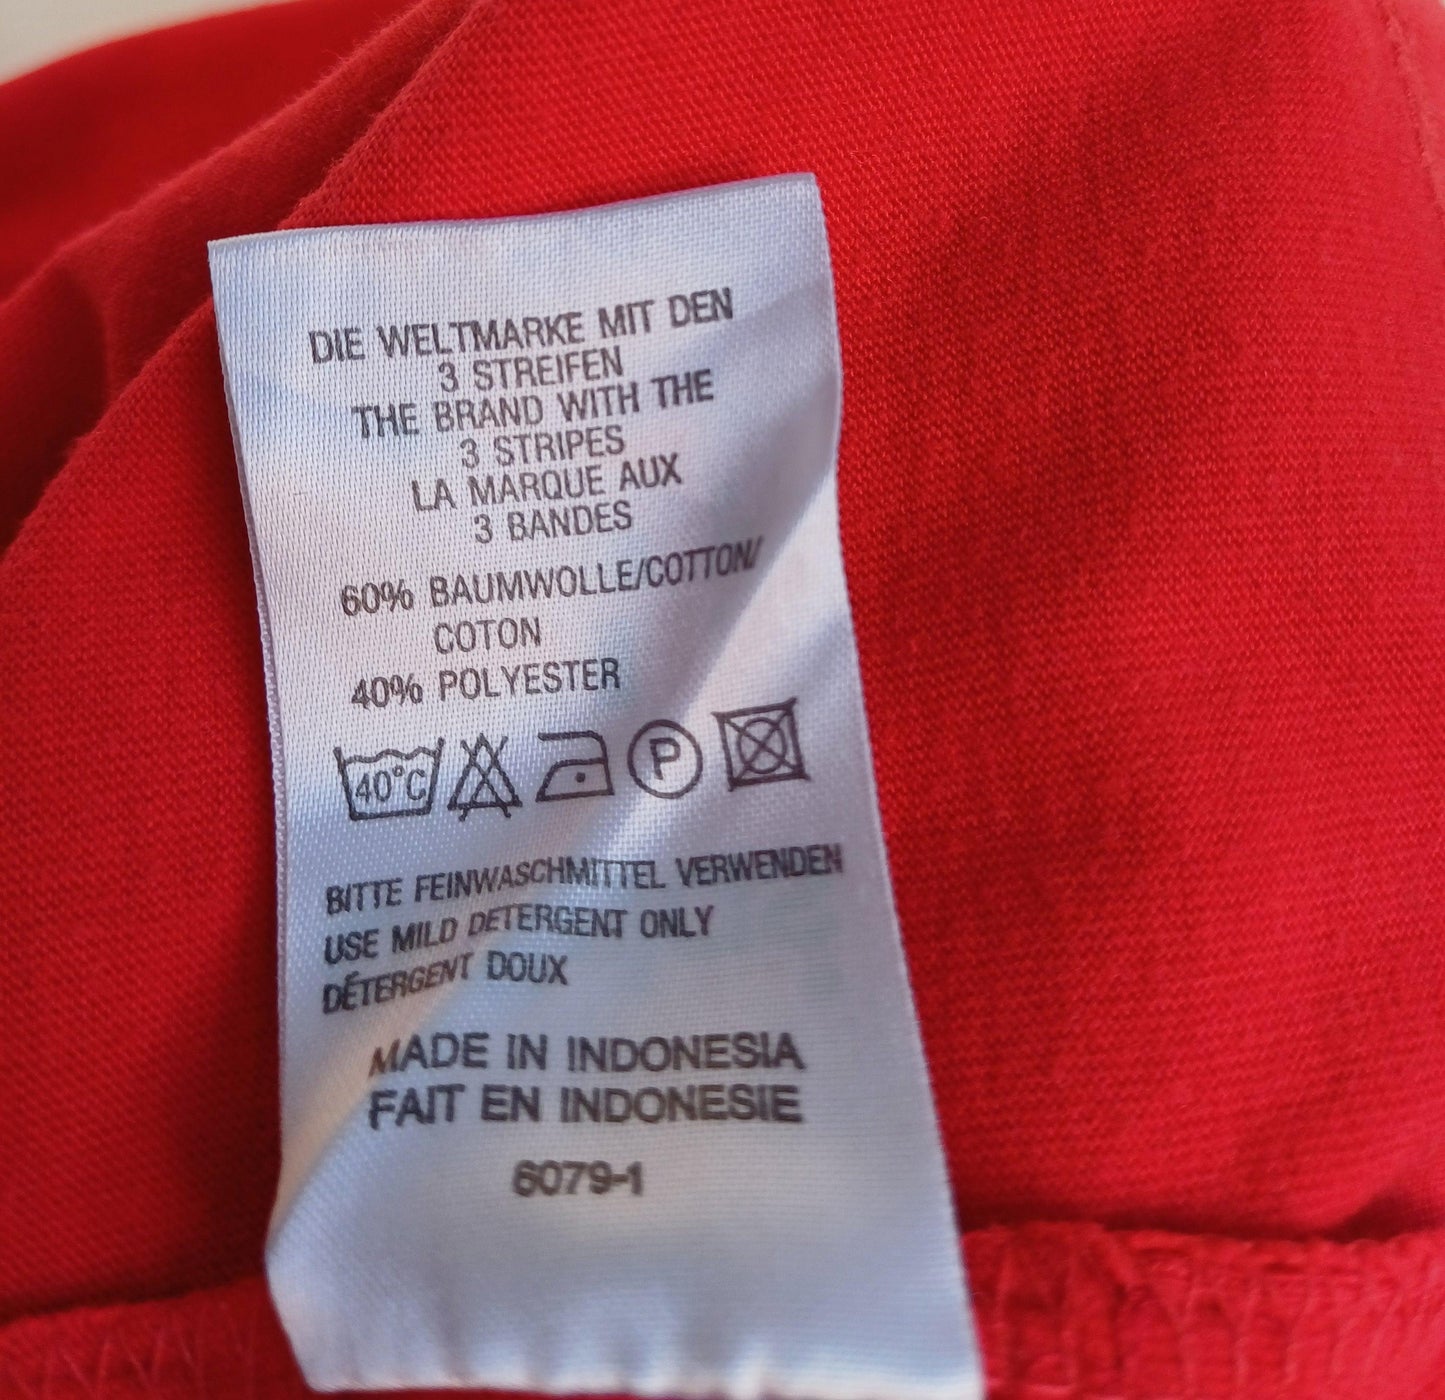 DIE WELTMARKE MIT DEN
3 STREIFEN
THE BRAND WITH THE
3 STRIPES
LA MARQUE AUX
3 BANDES
60% BAUMWOLLE/COTTON/
COTON
40% POLYESTER
40°C P
BITTE FEINWASCHMITTEL VERWENDEN
USE MILD DETERGENT ONLY
DÉTERGENT DOUX
MADE IN INDONESIA
FAIT EN INDONESIE
6079-1